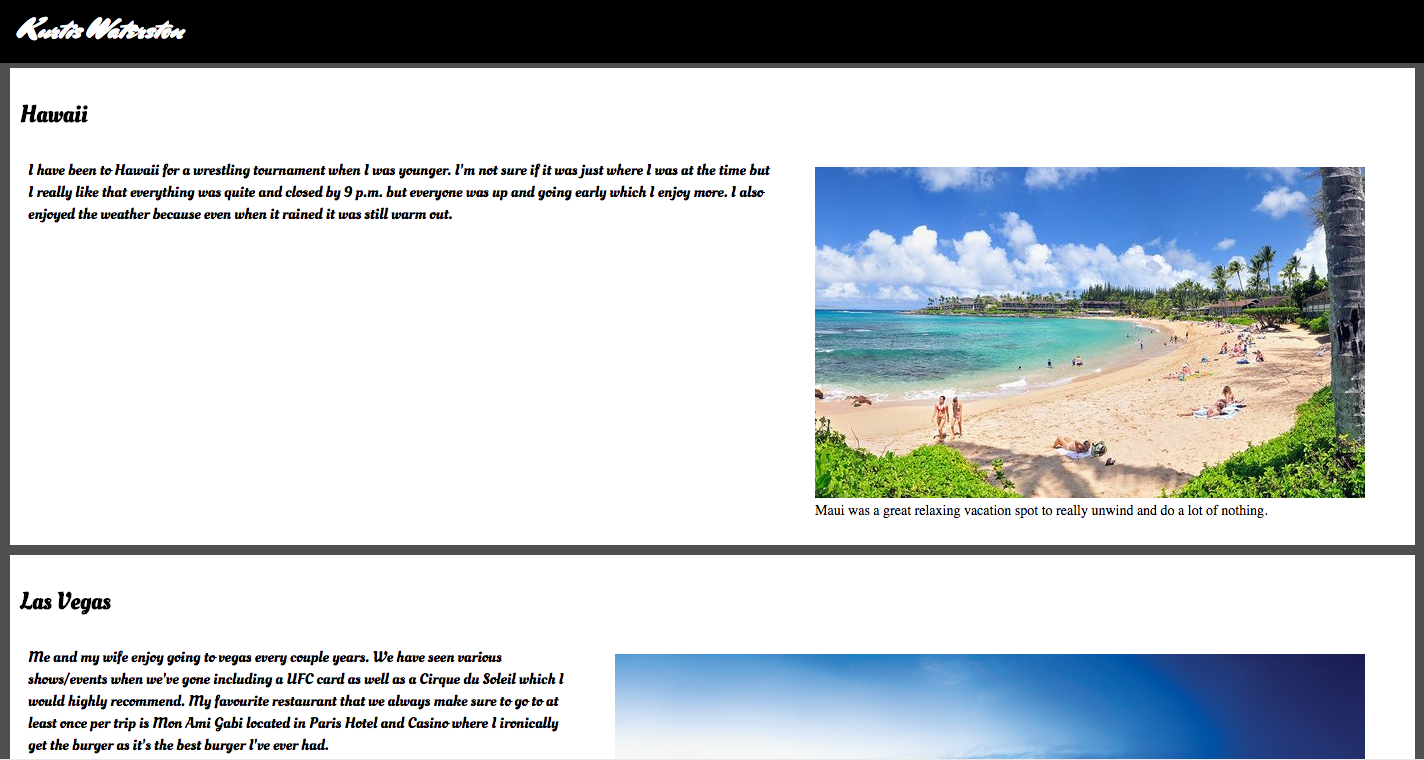 Kurtis Waterston
Hawaii
I have been to Hawaii for a wrestling tournament when I was younger. I'm not sure if it was just where I was at the time but
I really like that everything was quite and closed by 9 p.m. but everyone was up and going early which I enjoy more. I also
enjoyed the weather because even when it rained it was still warm out.
Maui was a great relaxing vacation spot to really unwind and do a lot of nothing.
Las Vegas
Me and my wife enjoy going to vegas every couple years. We have seen various
shows/events when we've gone including a UFC card as well as a Cirque du Soleil which I
would highly recommend. My favourite restaurant that we always make sure to go to at
least once per trip is Mon Ami Gabi located in Paris Hotel and Casino where I ironically
get the burger as it's the best burger I've ever had.